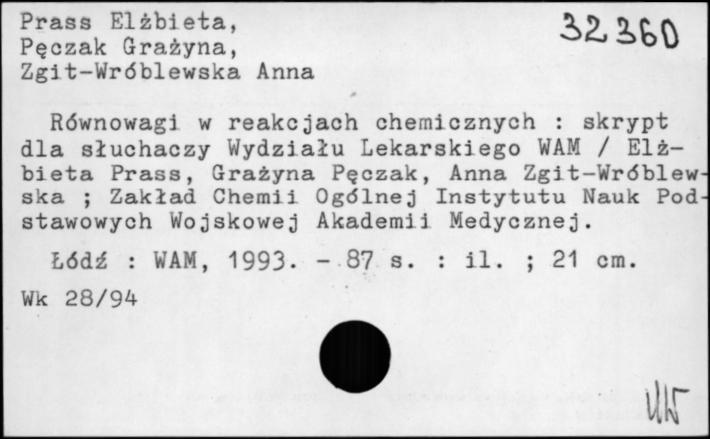 Prass Elżbieta,
Pęczak Grażyna,
Zgit-Wróblewska Anna
32360
Równowagi w reakcjach chemicznych : skrypt
dla słuchaczy Wydziału Lekarskiego WAM / Elż-
bieta Prass, Grażyna Pęczak, Anna Zgit-Wróblew-
ska ; Zakład Chemii Ogólnej Instytutu Nauk Pod-
stawowych Wojskowej Akademii Medycznej.
Łódź : WAM, 1993. - 87 s. : il. ; 21 cm.
Wk 28/94